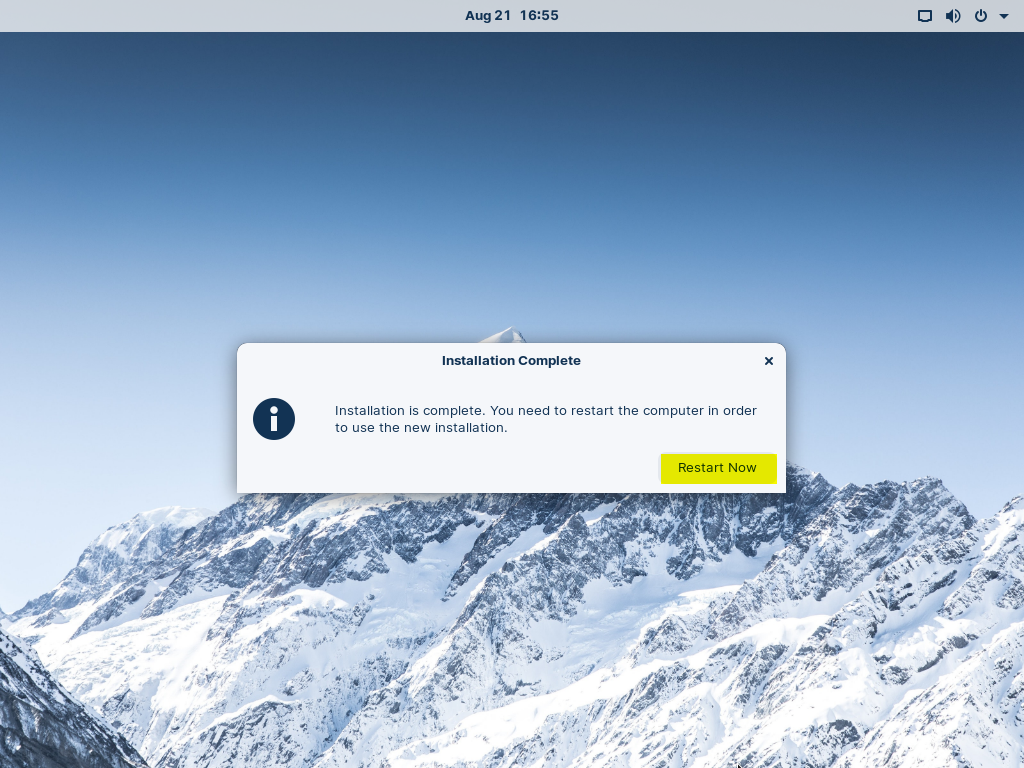 Aug 21 16:55
Installation Complete
Installation is complete. You need to restart the computer in order
to use the new installation.
Restart Now